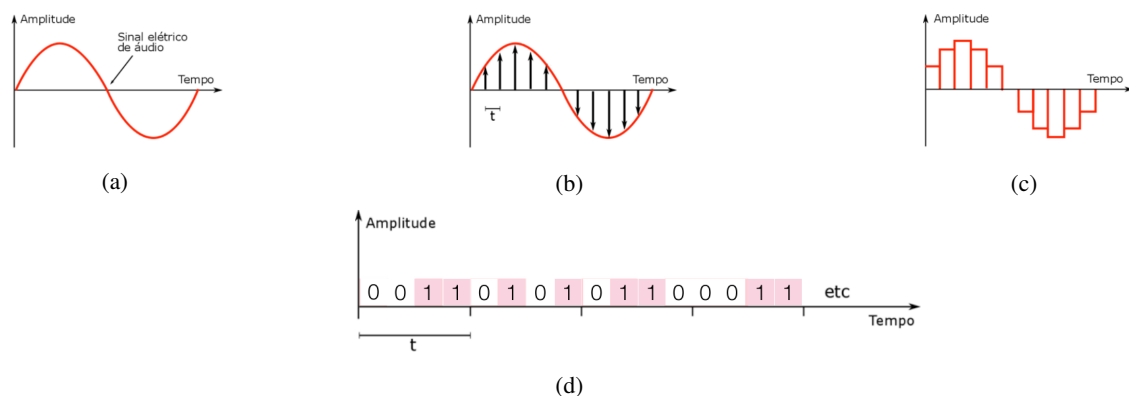 Amplitude
Sinal elétrico
de áudio
Tempo
(a)
Amplitude
Tempo
t
(b)
Amplitude
Tempo
(c)
Amplitude
0 0 1 1 0 1 0 1 0 1 1 0 0 0 1 1 etc
Tempo
t
(d)